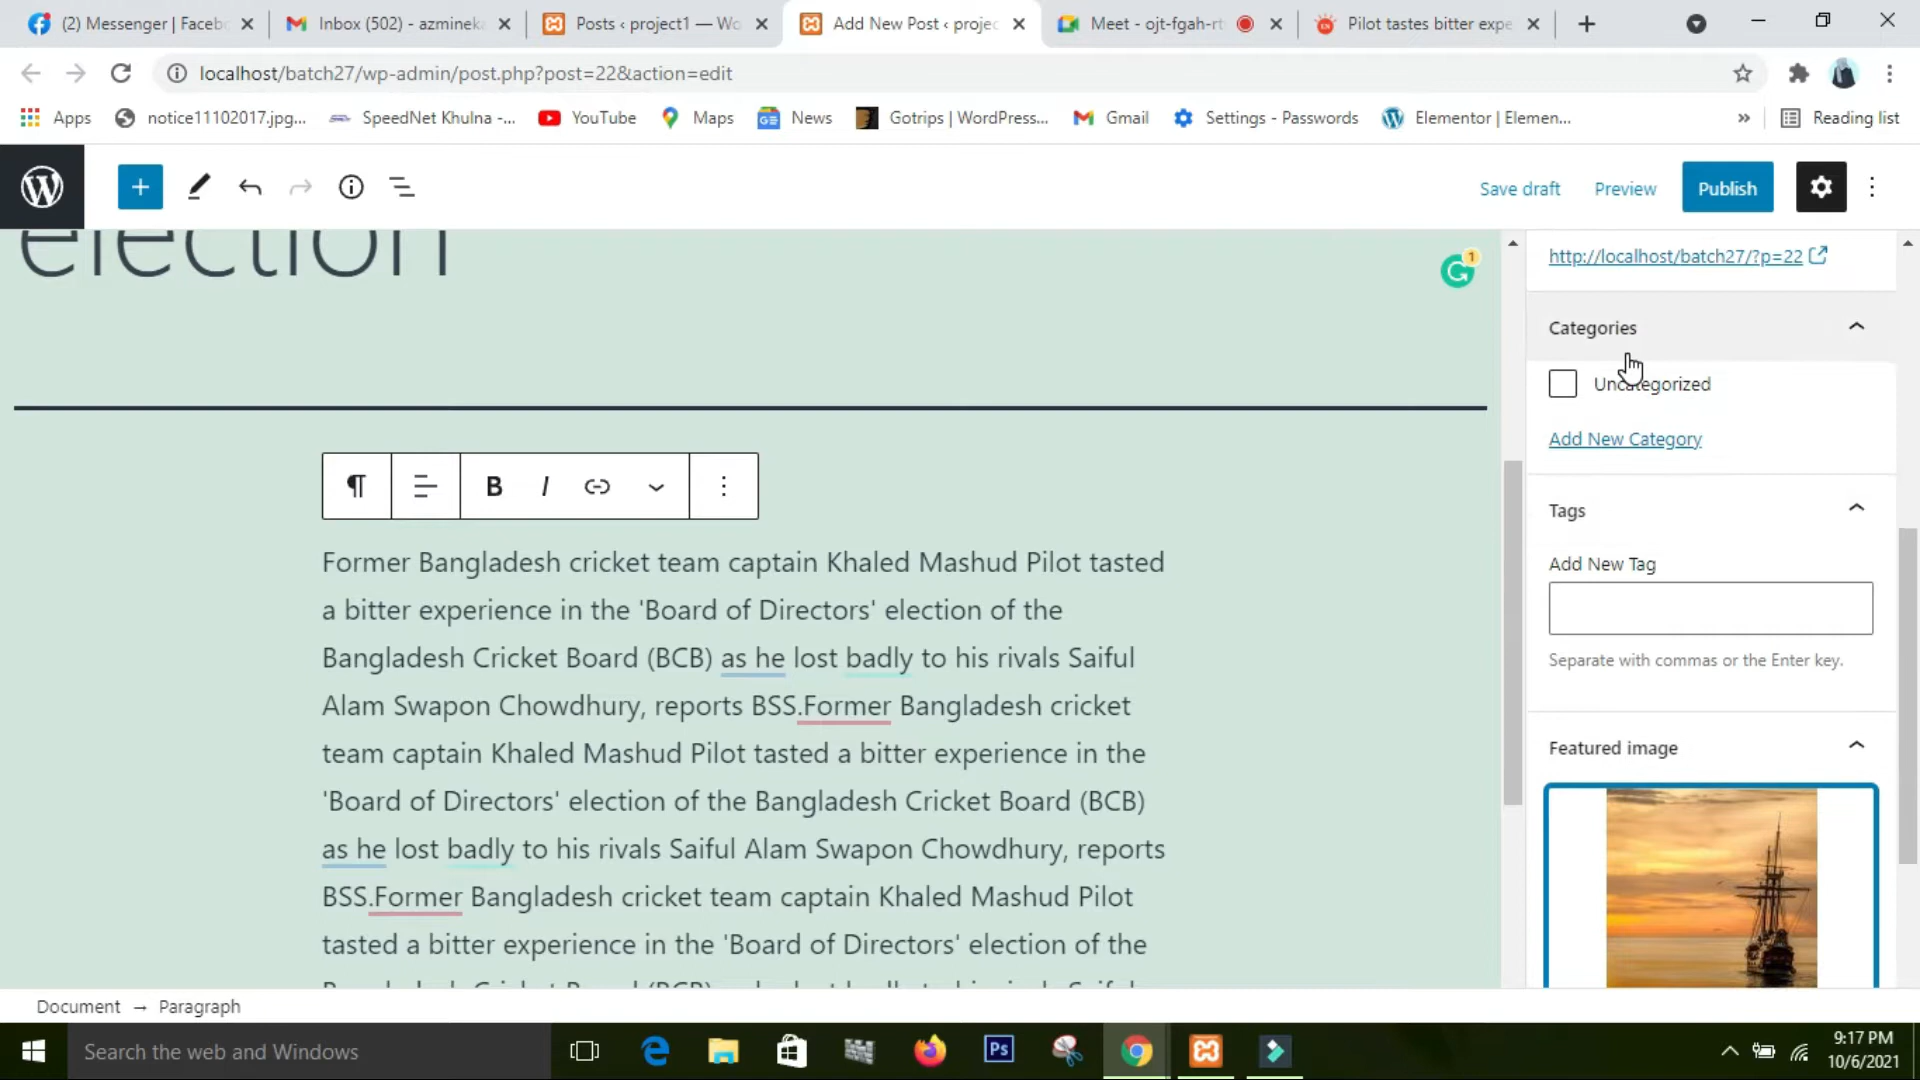 (2) Messenger | Faceb
Inbox (502) - azmineka
Posts ‹ project1 — Wo
Add New Post ‹ projec
Meet - ojt-fgah-rt
Pilot tastes bitter expe
localhost/batch27/wp-admin/post.php?post=22&action=edit
Apps
notice11102017.jpg...
SpeedNet Khulna -...
YouTube
Maps
News
Gotrips | WordPress...
Gmail
Settings - Passwords
Elementor | Elemen...
»
Reading list
Save draft
Preview
Publish
election
1
http://localhost/batch27/?p=22
Categories
Uncategorized
Add New Category
Tags
Add New Tag
Separate with commas or the Enter key.
Featured image
B I
Former Bangladesh cricket team captain Khaled Mashud Pilot tasted
a bitter experience in the 'Board of Directors' election of the
Bangladesh Cricket Board (BCB) as he lost badly to his rivals Saiful
Alam Swapon Chowdhury, reports BSS.Former Bangladesh cricket
team captain Khaled Mashud Pilot tasted a bitter experience in the
'Board of Directors' election of the Bangladesh Cricket Board (BCB)
as he lost badly to his rivals Saiful Alam Swapon Chowdhury, reports
BSS.Former Bangladesh cricket team captain Khaled Mashud Pilot
tasted a bitter experience in the 'Board of Directors' election of the
Document → Paragraph
Search the web and Windows
Ps
9:17 PM
10/6/2021